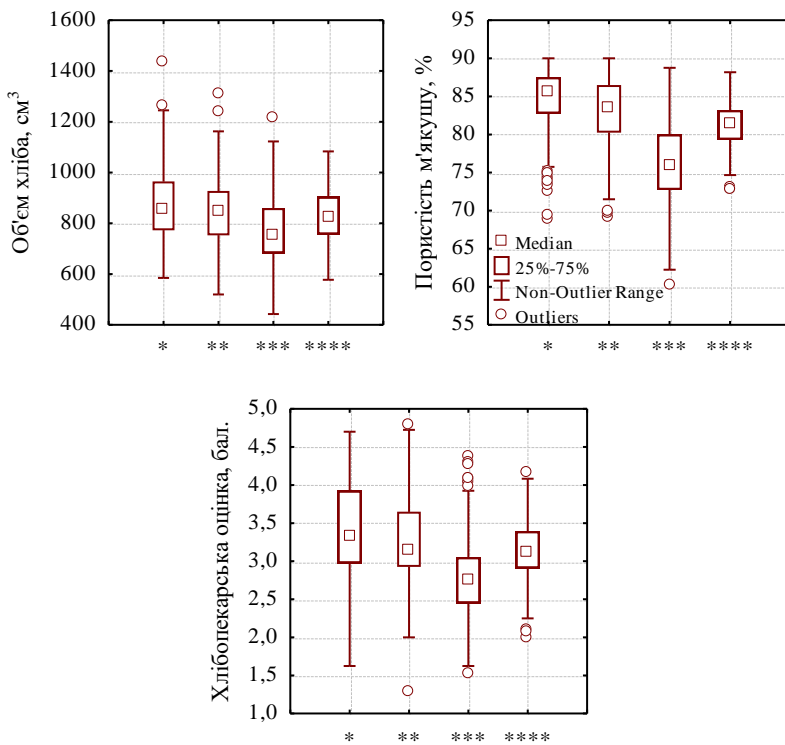 Об'єм хліба, см³
1600
1400
1200
1000
800
600
400
* ** *** ****
Пористість м'якушу, %
95
90
85
80
75
70
65
60
55
Median
25%-75%
Non-Outlier Range
Outliers
* ** *** ****
Хлібопекарська оцінка, бал.
5,0
4,5
4,0
3,5
3,0
2,5
2,0
1,5
1,0
* ** *** ****